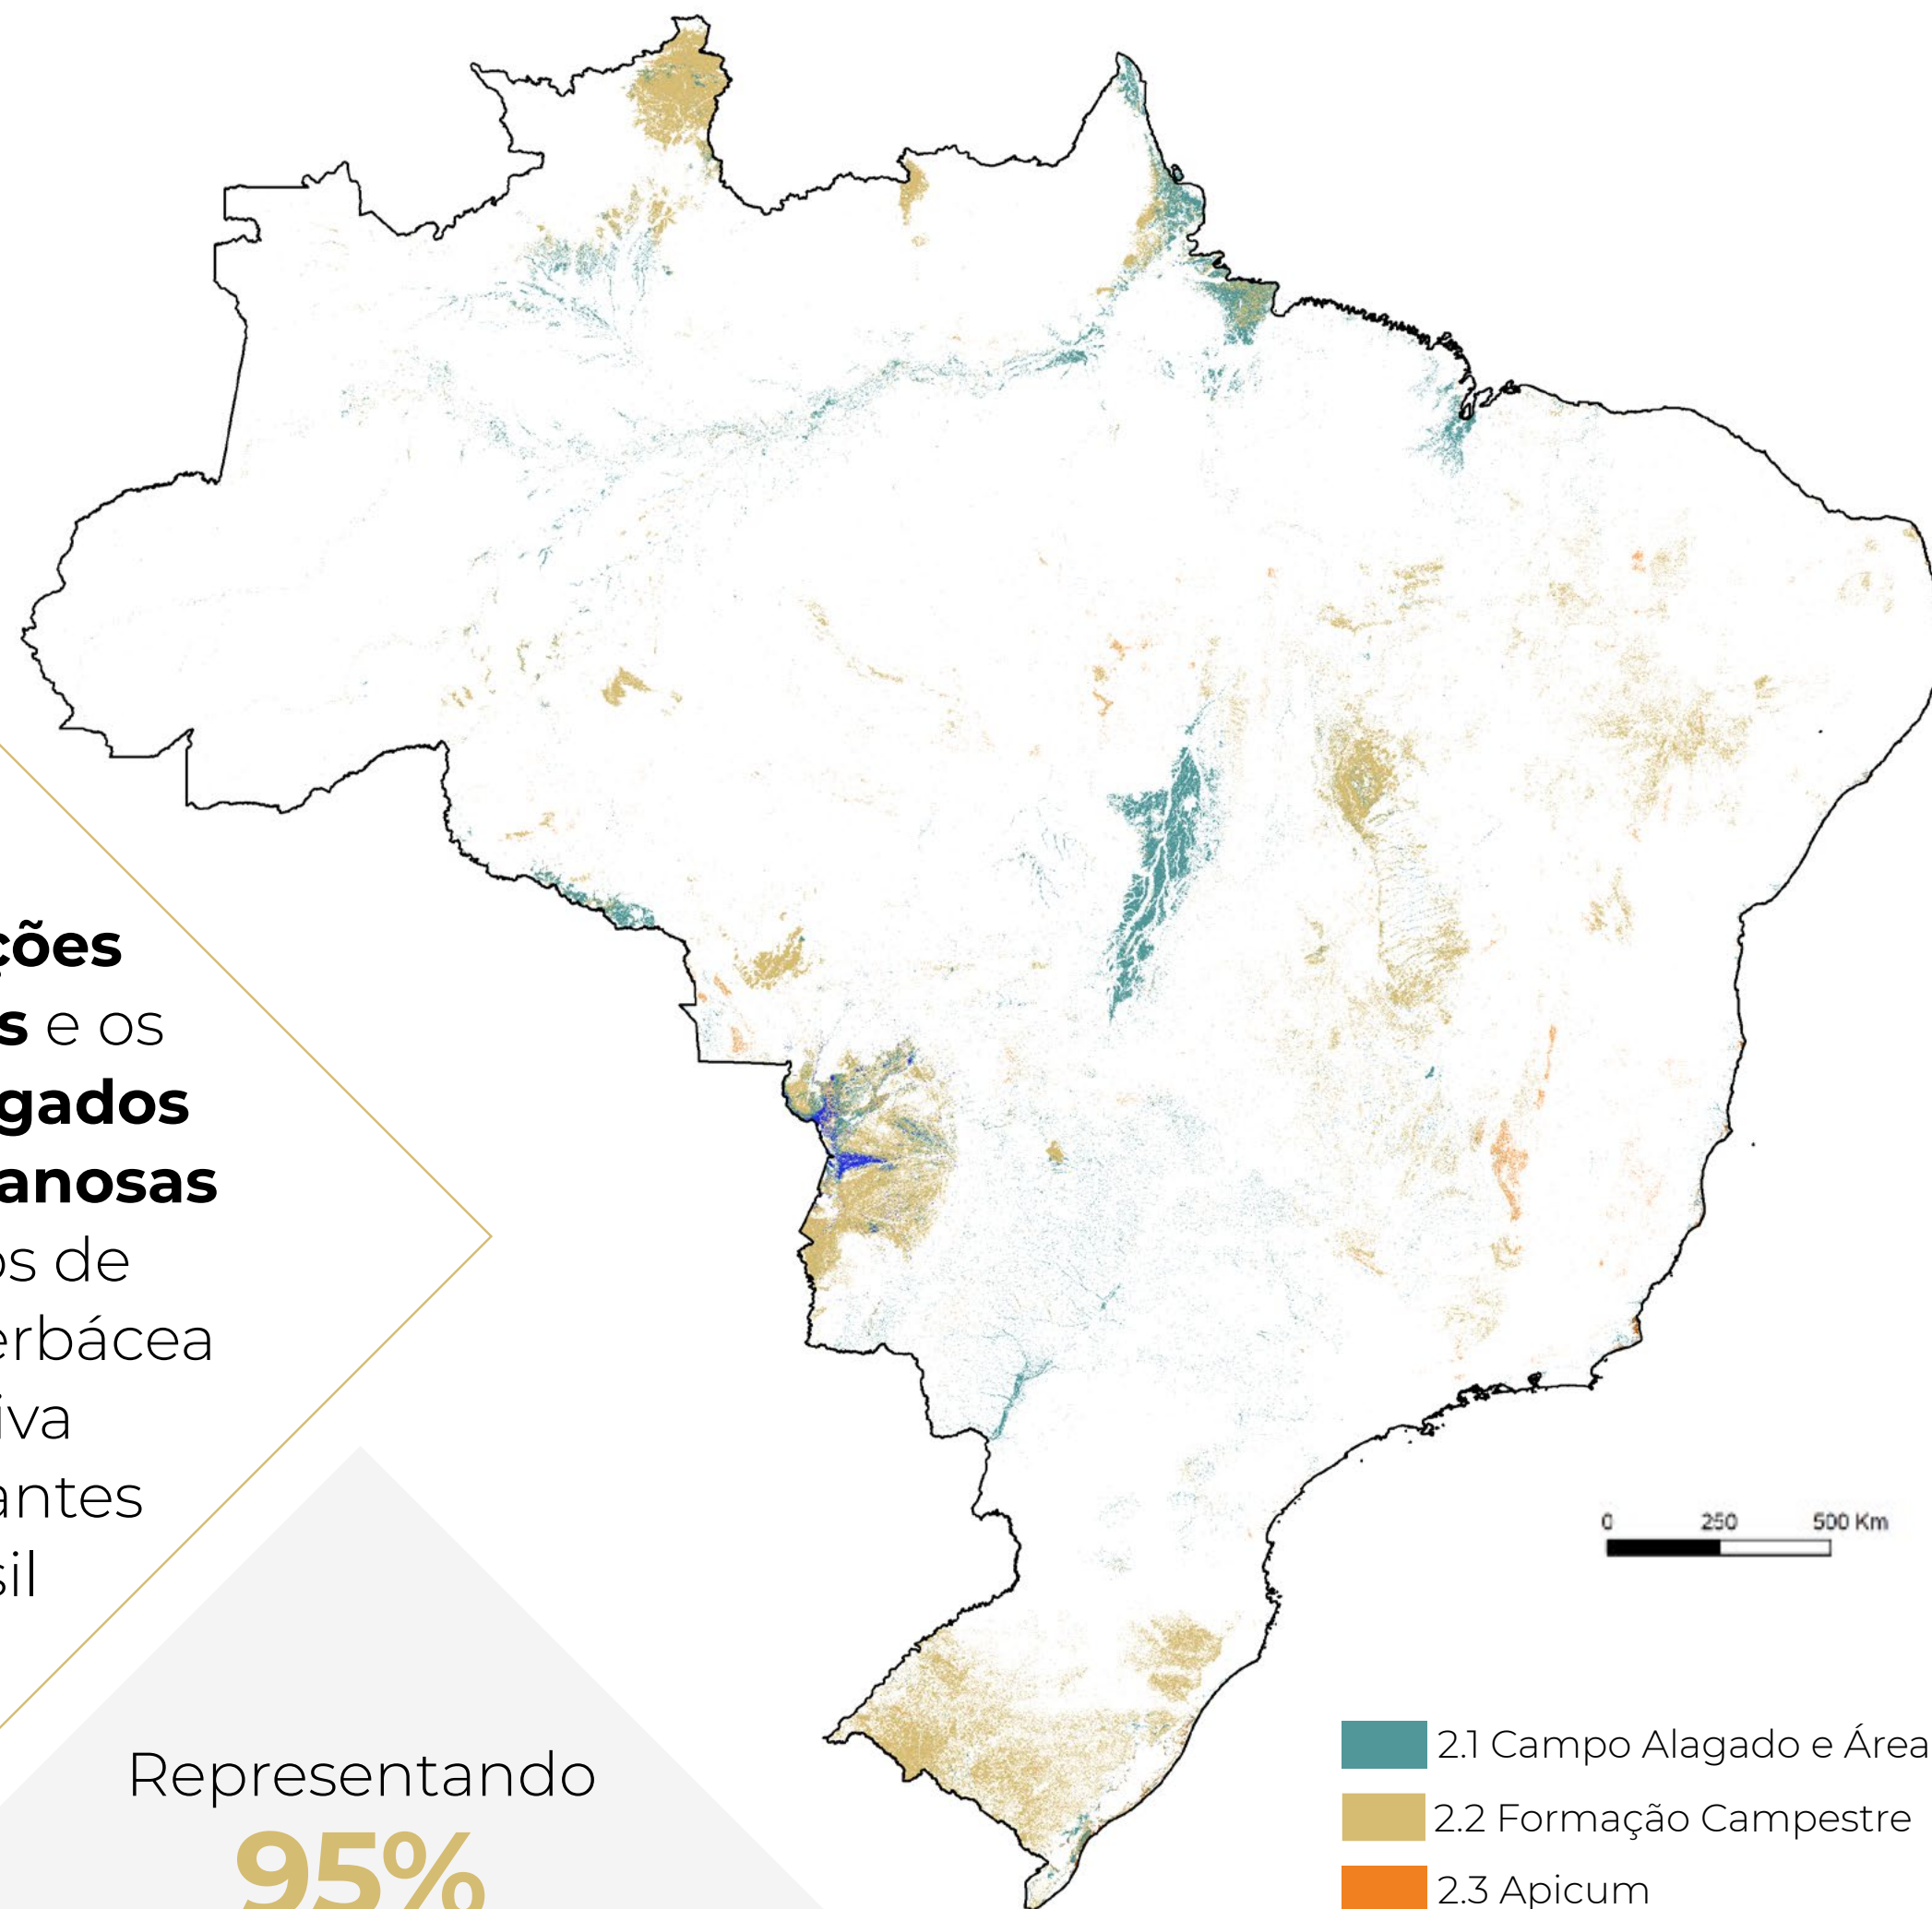 ções
s e os
gados
anosas
os de
erbácea
iva
antes
sil
Representando
95%
0 250 500 Km
2.1 Campo Alagado e Área
2.2 Formação Campestre
2.3 Apicum